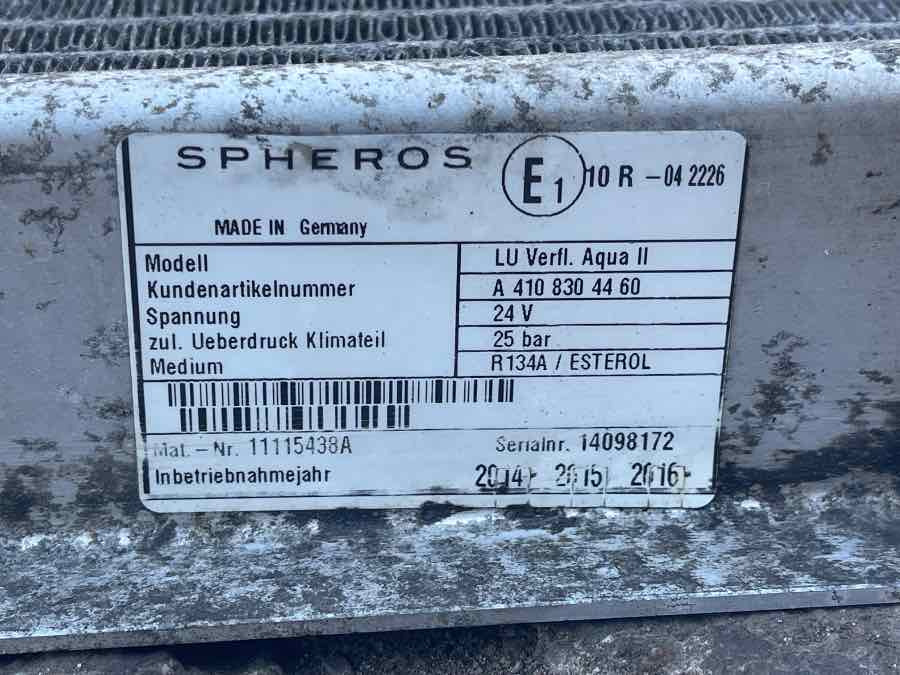 SPHEROS E1 10 R - 04 2226
MADE IN Germany
Modell LU Verfl. Aqua II
Kundenartikelnummer A 410 830 44 60
Spannung 24 V
zul. Ueberdruck Klimateil 25 bar
Medium R134A / ESTEROL
Mat. - Nr. 11115438A Serialnr. 14098172
Inbetriebnahmejahr 2014 2015 2016